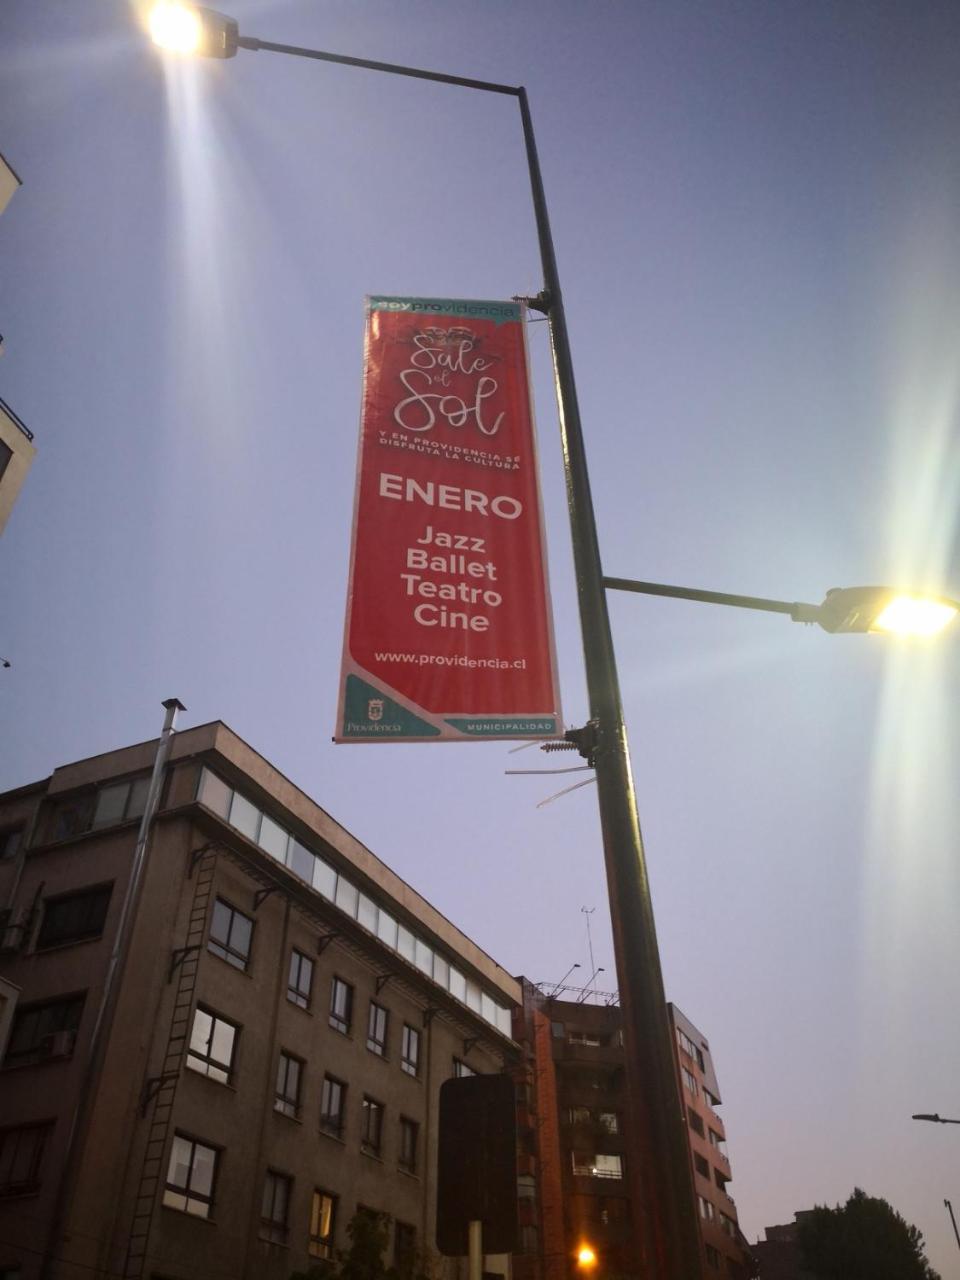 soyprovidencia
Sale
el
Sol
Y EN PROVIDENCIA SE
DISFRUTA LA CULTURA
ENERO
Jazz
Ballet
Teatro
Cine
www.providencia.cl
Providencia
MUNICIPALIDAD